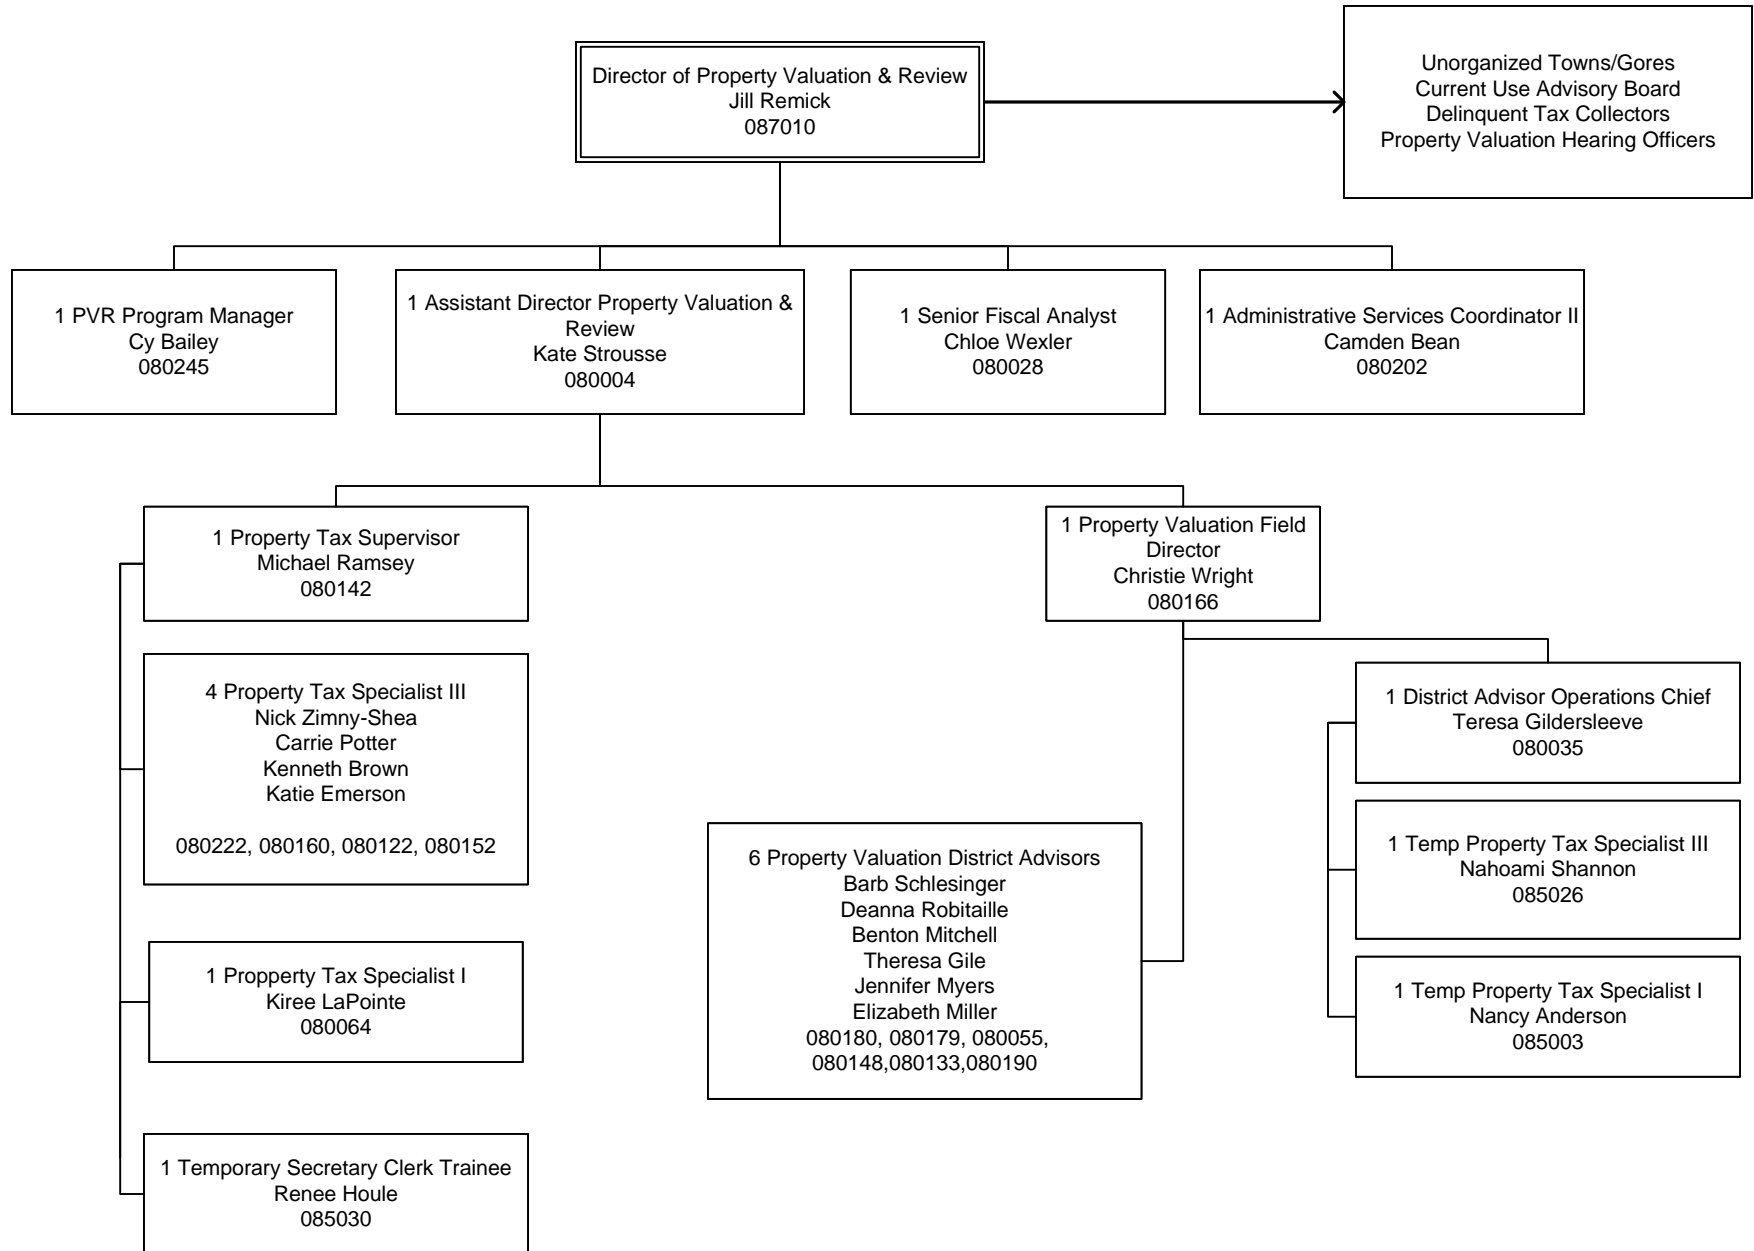 Director of Property Valuation & Review
Jill Remick
087010
Unorganized Towns/Gores
Current Use Advisory Board
Delinquent Tax Collectors
Property Valuation Hearing Officers
1 PVR Program Manager
Cy Bailey
080245
1 Assistant Director Property Valuation &
Review
Kate Strousse
080004
1 Senior Fiscal Analyst
Chloe Wexler
080028
1 Administrative Services Coordinator II
Camden Bean
080202
1 Property Tax Supervisor
Michael Ramsey
080142
1 Property Valuation Field
Director
Christie Wright
080166
4 Property Tax Specialist III
Nick Zimny-Shea
Carrie Potter
Kenneth Brown
Katie Emerson
080222, 080160, 080122, 080152
1 Propperty Tax Specialist I
Kiree LaPointe
080064
1 Temporary Secretary Clerk Trainee
Renee Houle
085030
6 Property Valuation District Advisors
Barb Schlesinger
Deanna Robitaille
Benton Mitchell
Theresa Gile
Jennifer Myers
Elizabeth Miller
080180, 080179, 080055,
080148,080133,080190
1 District Advisor Operations Chief
Teresa Gildersleeve
080035
1 Temp Property Tax Specialist III
Nahoami Shannon
085026
1 Temp Property Tax Specialist I
Nancy Anderson
085003